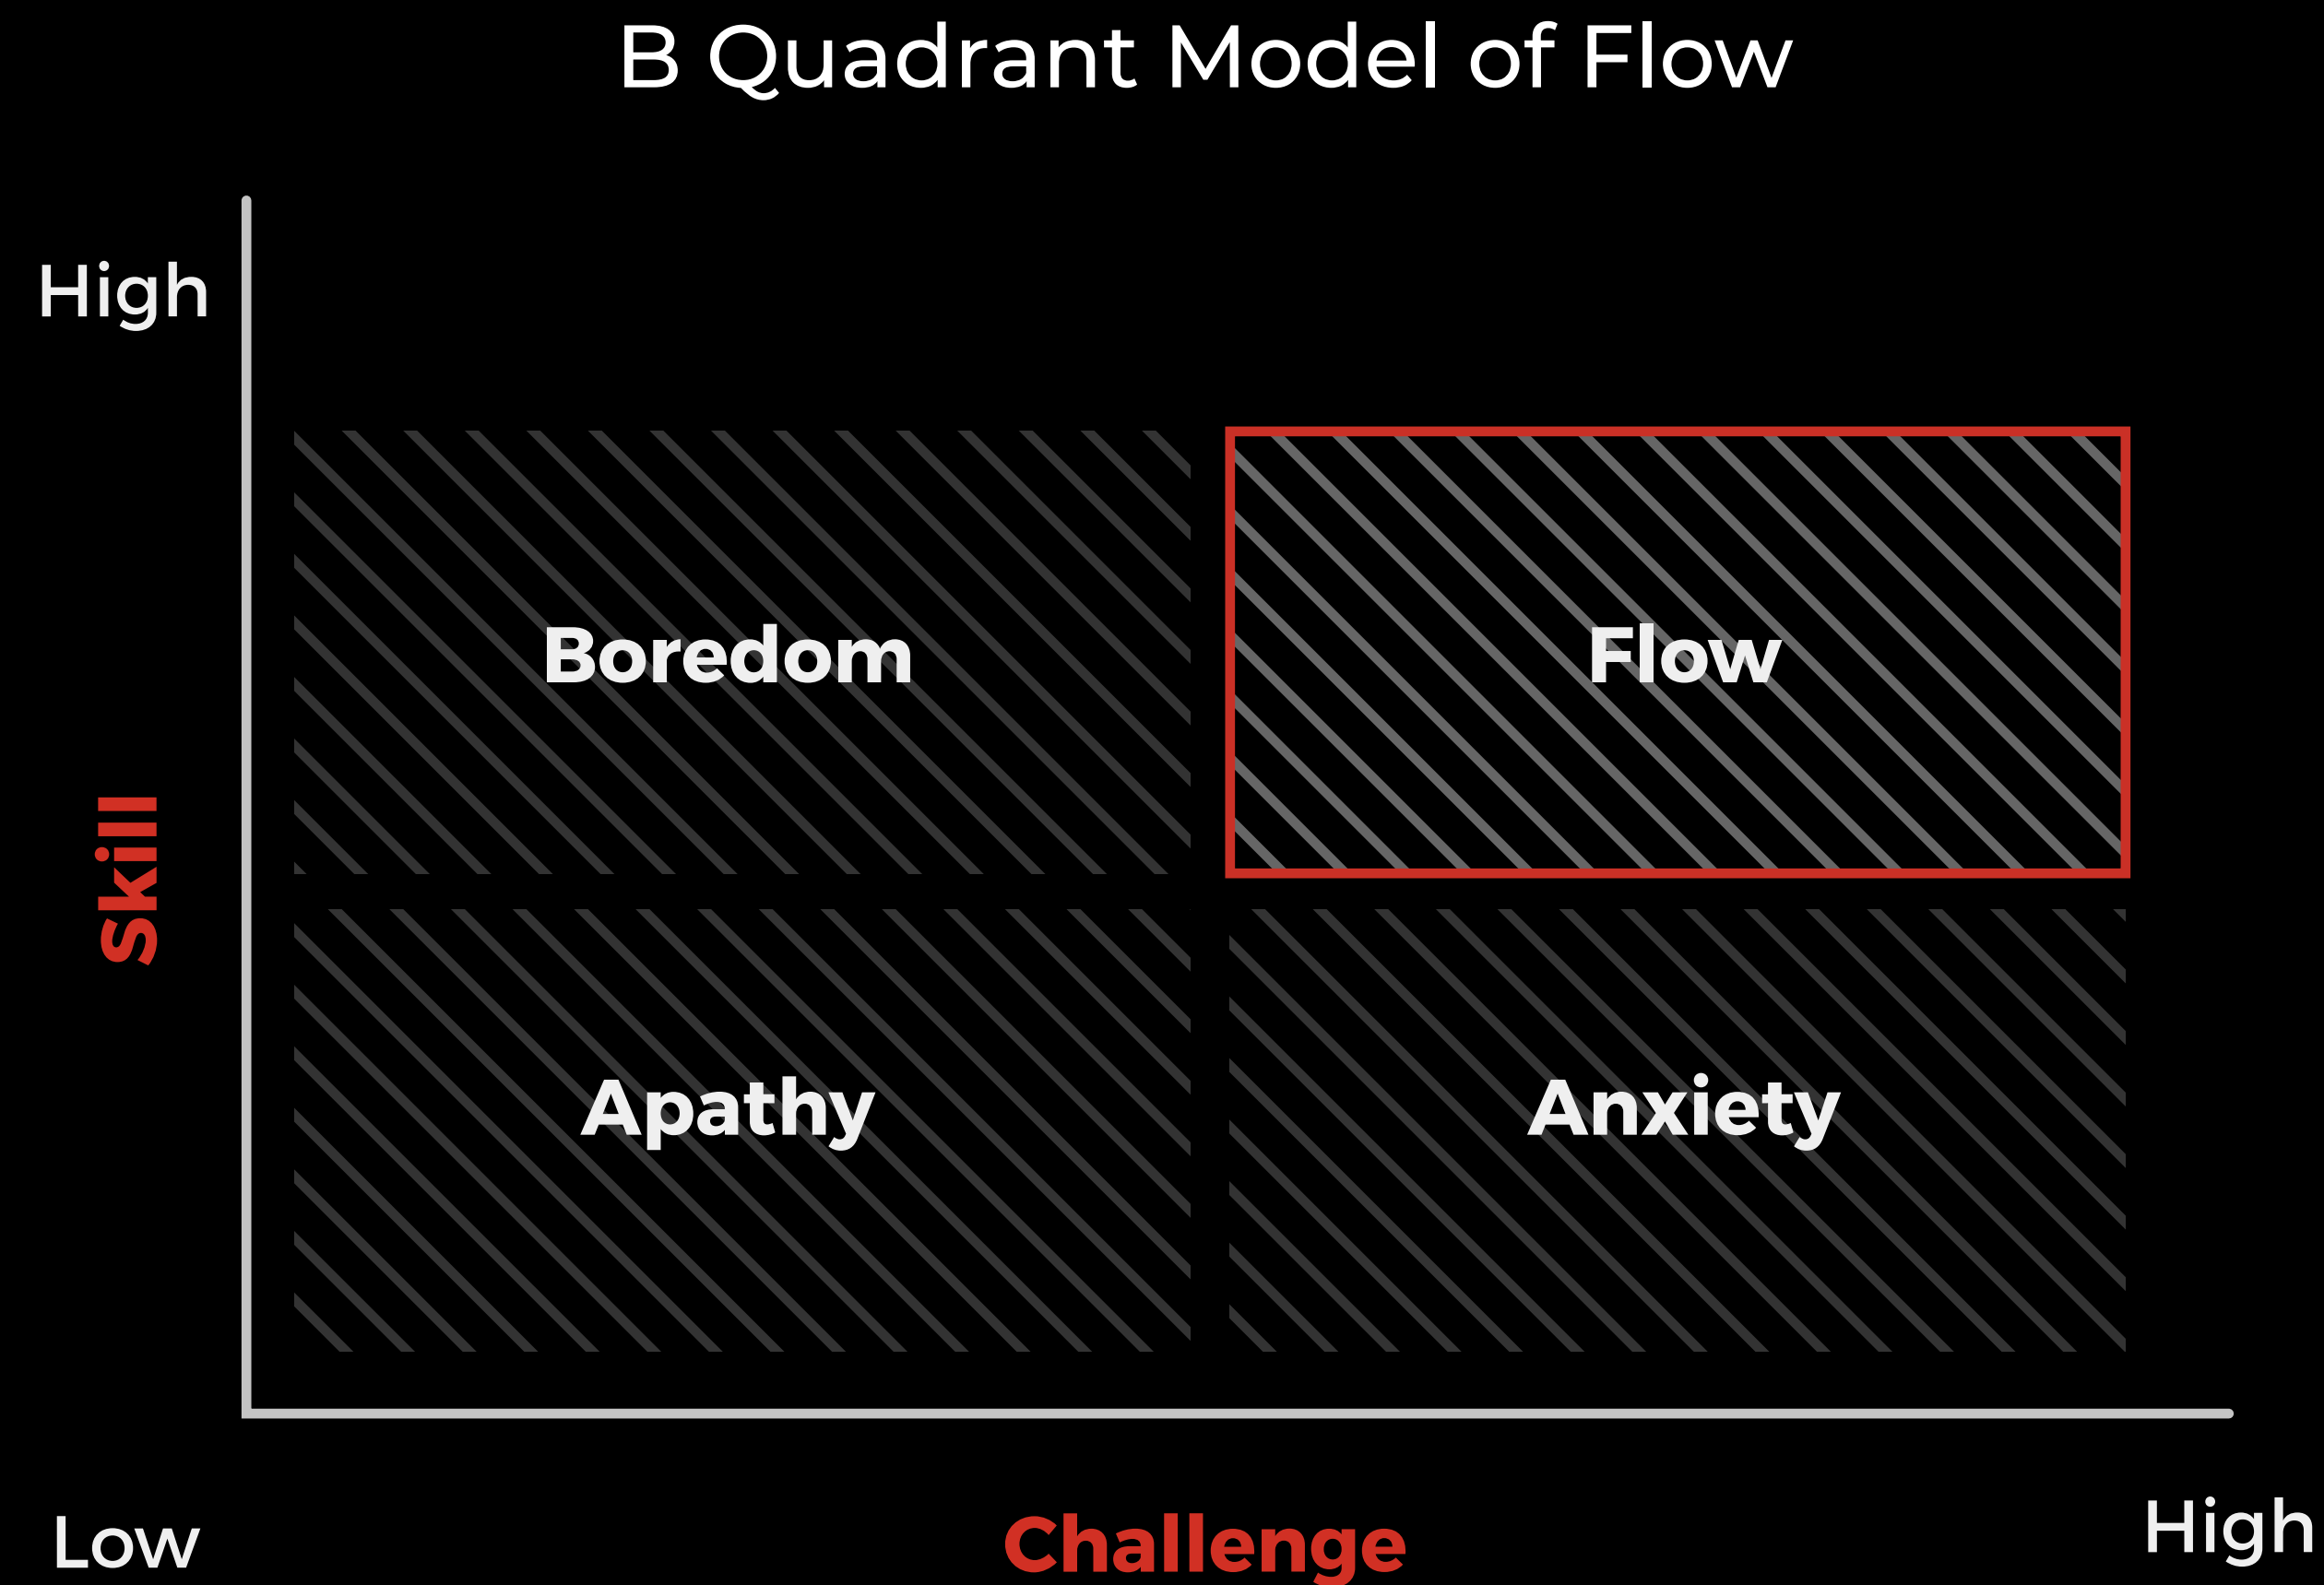 B Quadrant Model of Flow
High
Boredom
Flow
Skill
Apathy
Anxiety
Low
Challenge
High